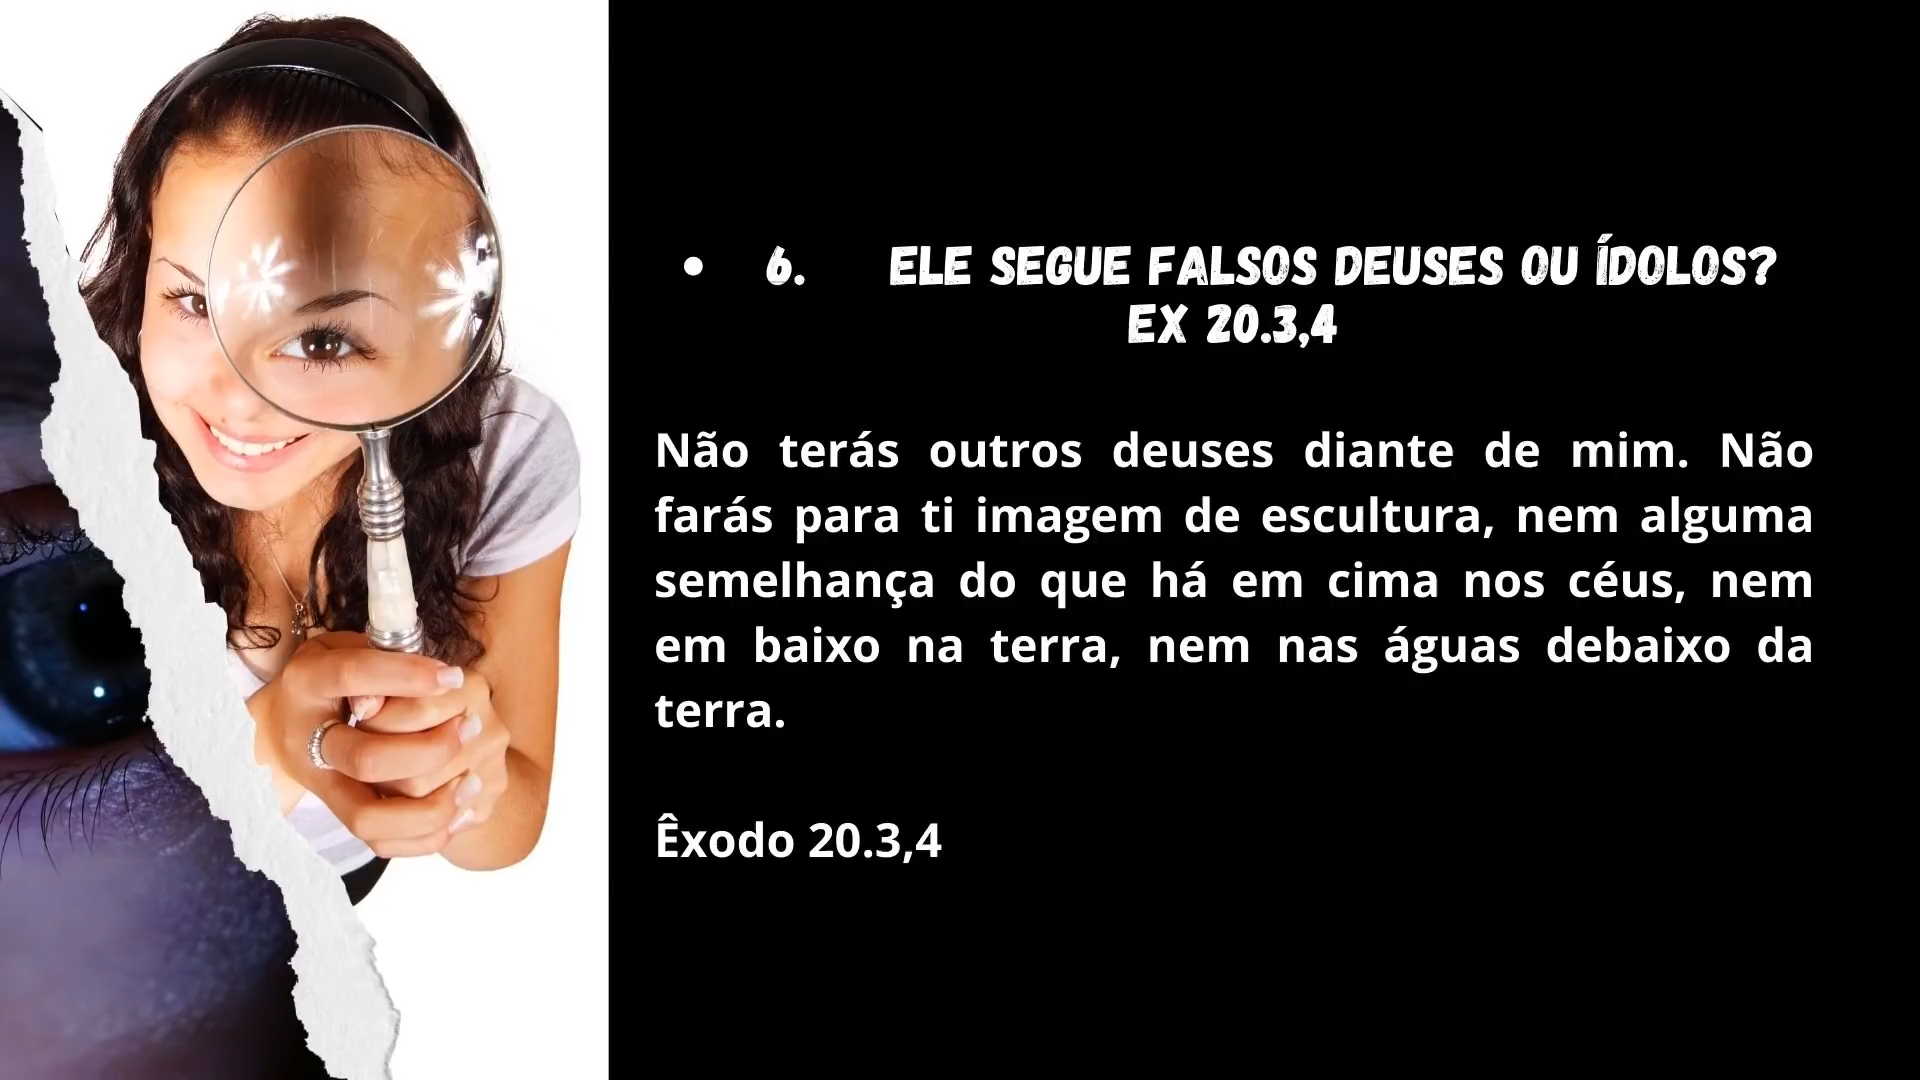 • 6. ELE SEGUE FALSOS DEUSES OU ÍDOLOS?
EX 20.3,4
Não terás outros deuses diante de mim. Não
farás para ti imagem de escultura, nem alguma
semelhança do que há em cima nos céus, nem
em baixo na terra, nem nas águas debaixo da
terra.
Êxodo 20.3,4